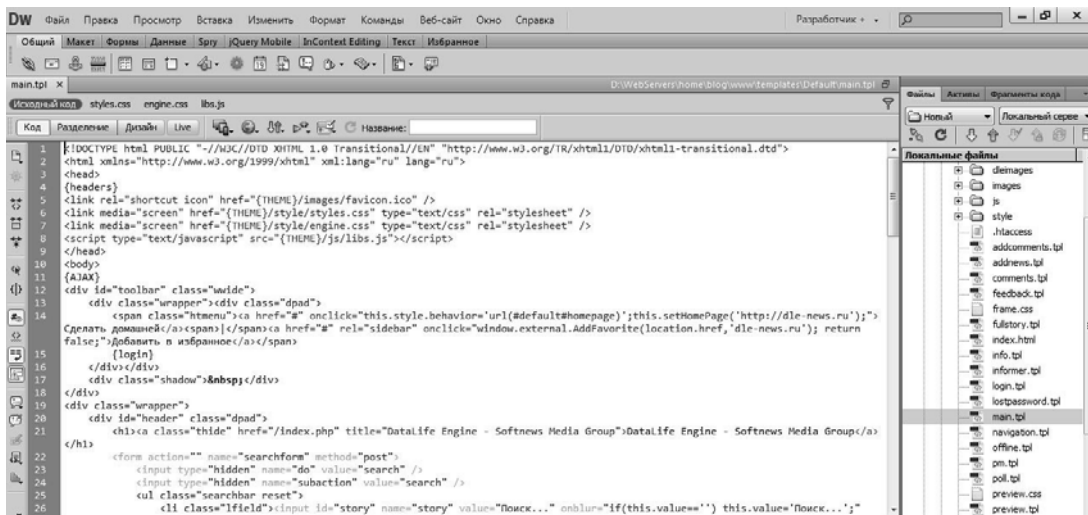 DW Файл Правка Просмотр Вставка Изменить Формат Команды Веб-сайт Окно Справка Разработчик +
Общий Макет Формы Данные Spry jQuery Mobile InContext Editing Текст Избранное
main.tpl × D:\WebServers\home\blog\www\templates\Default\main.tpl
Исходный код styles.css engine.css libs.js
Код Разделение Дизайн Live Название:
1 <!DOCTYPE html PUBLIC "-//W3C//DTD XHTML 1.0 Transitional//EN" "http://www.w3.org/TR/xhtml1/DTD/xhtml1-transitional.dtd">
2 <html xmlns="http://www.w3.org/1999/xhtml" xml:lang="ru" lang="ru">
3 <head>
4 {headers}
5 <link rel="shortcut icon" href="{THEME}/images/favicon.ico" />
6 <link media="screen" href="{THEME}/style/styles.css" type="text/css" rel="stylesheet" />
7 <link media="screen" href="{THEME}/style/engine.css" type="text/css" rel="stylesheet" />
8 <script type="text/javascript" src="{THEME}/js/libs.js"></script>
9 </head>
10 <body>
11 {AJAX}
12 <div id="toolbar" class="wwide">
13 <div class="wrapper"><div class="dpad">
14 <span class="htmenu"><a href="#" onclick="this.style.behavior='url(#default#homepage)';this.setHomePage('http://dle-news.ru');">
Сделать домашней</a><span>|</span><a href="#" rel="sidebar" onclick="window.external.AddFavorite(location.href,'dle-news.ru'); return
false;">Добавить в избранное</a></span>
15 {login}
16 </div></div>
17 <div class="shadow">&nbsp;</div>
18 </div>
19 <div class="wrapper">
20 <div id="header" class="dpad">
21 <h1><a class="thide" href="/index.php" title="DataLife Engine - Softnews Media Group">DataLife Engine - Softnews Media Group</a>
</h1>
22 <form action="" name="searchform" method="post">
23 <input type="hidden" name="do" value="search" />
24 <input type="hidden" name="subaction" value="search" />
25 <ul class="searchbar reset">
26 <li class="lfield"><input id="story" name="story" value="Поиск..." onblur="if(this.value=='') this.value='Поиск...';"
Файлы Активы Фрагменты кода
Новый Локальный серве
Локальные файлы
dleimages
images
js
style
.htaccess
addcomments.tpl
addnews.tpl
comments.tpl
feedback.tpl
frame.css
fullstory.tpl
index.html
info.tpl
informer.tpl
login.tpl
lostpassword.tpl
main.tpl
navigation.tpl
offline.tpl
pm.tpl
poll.tpl
preview.css
preview.tpl